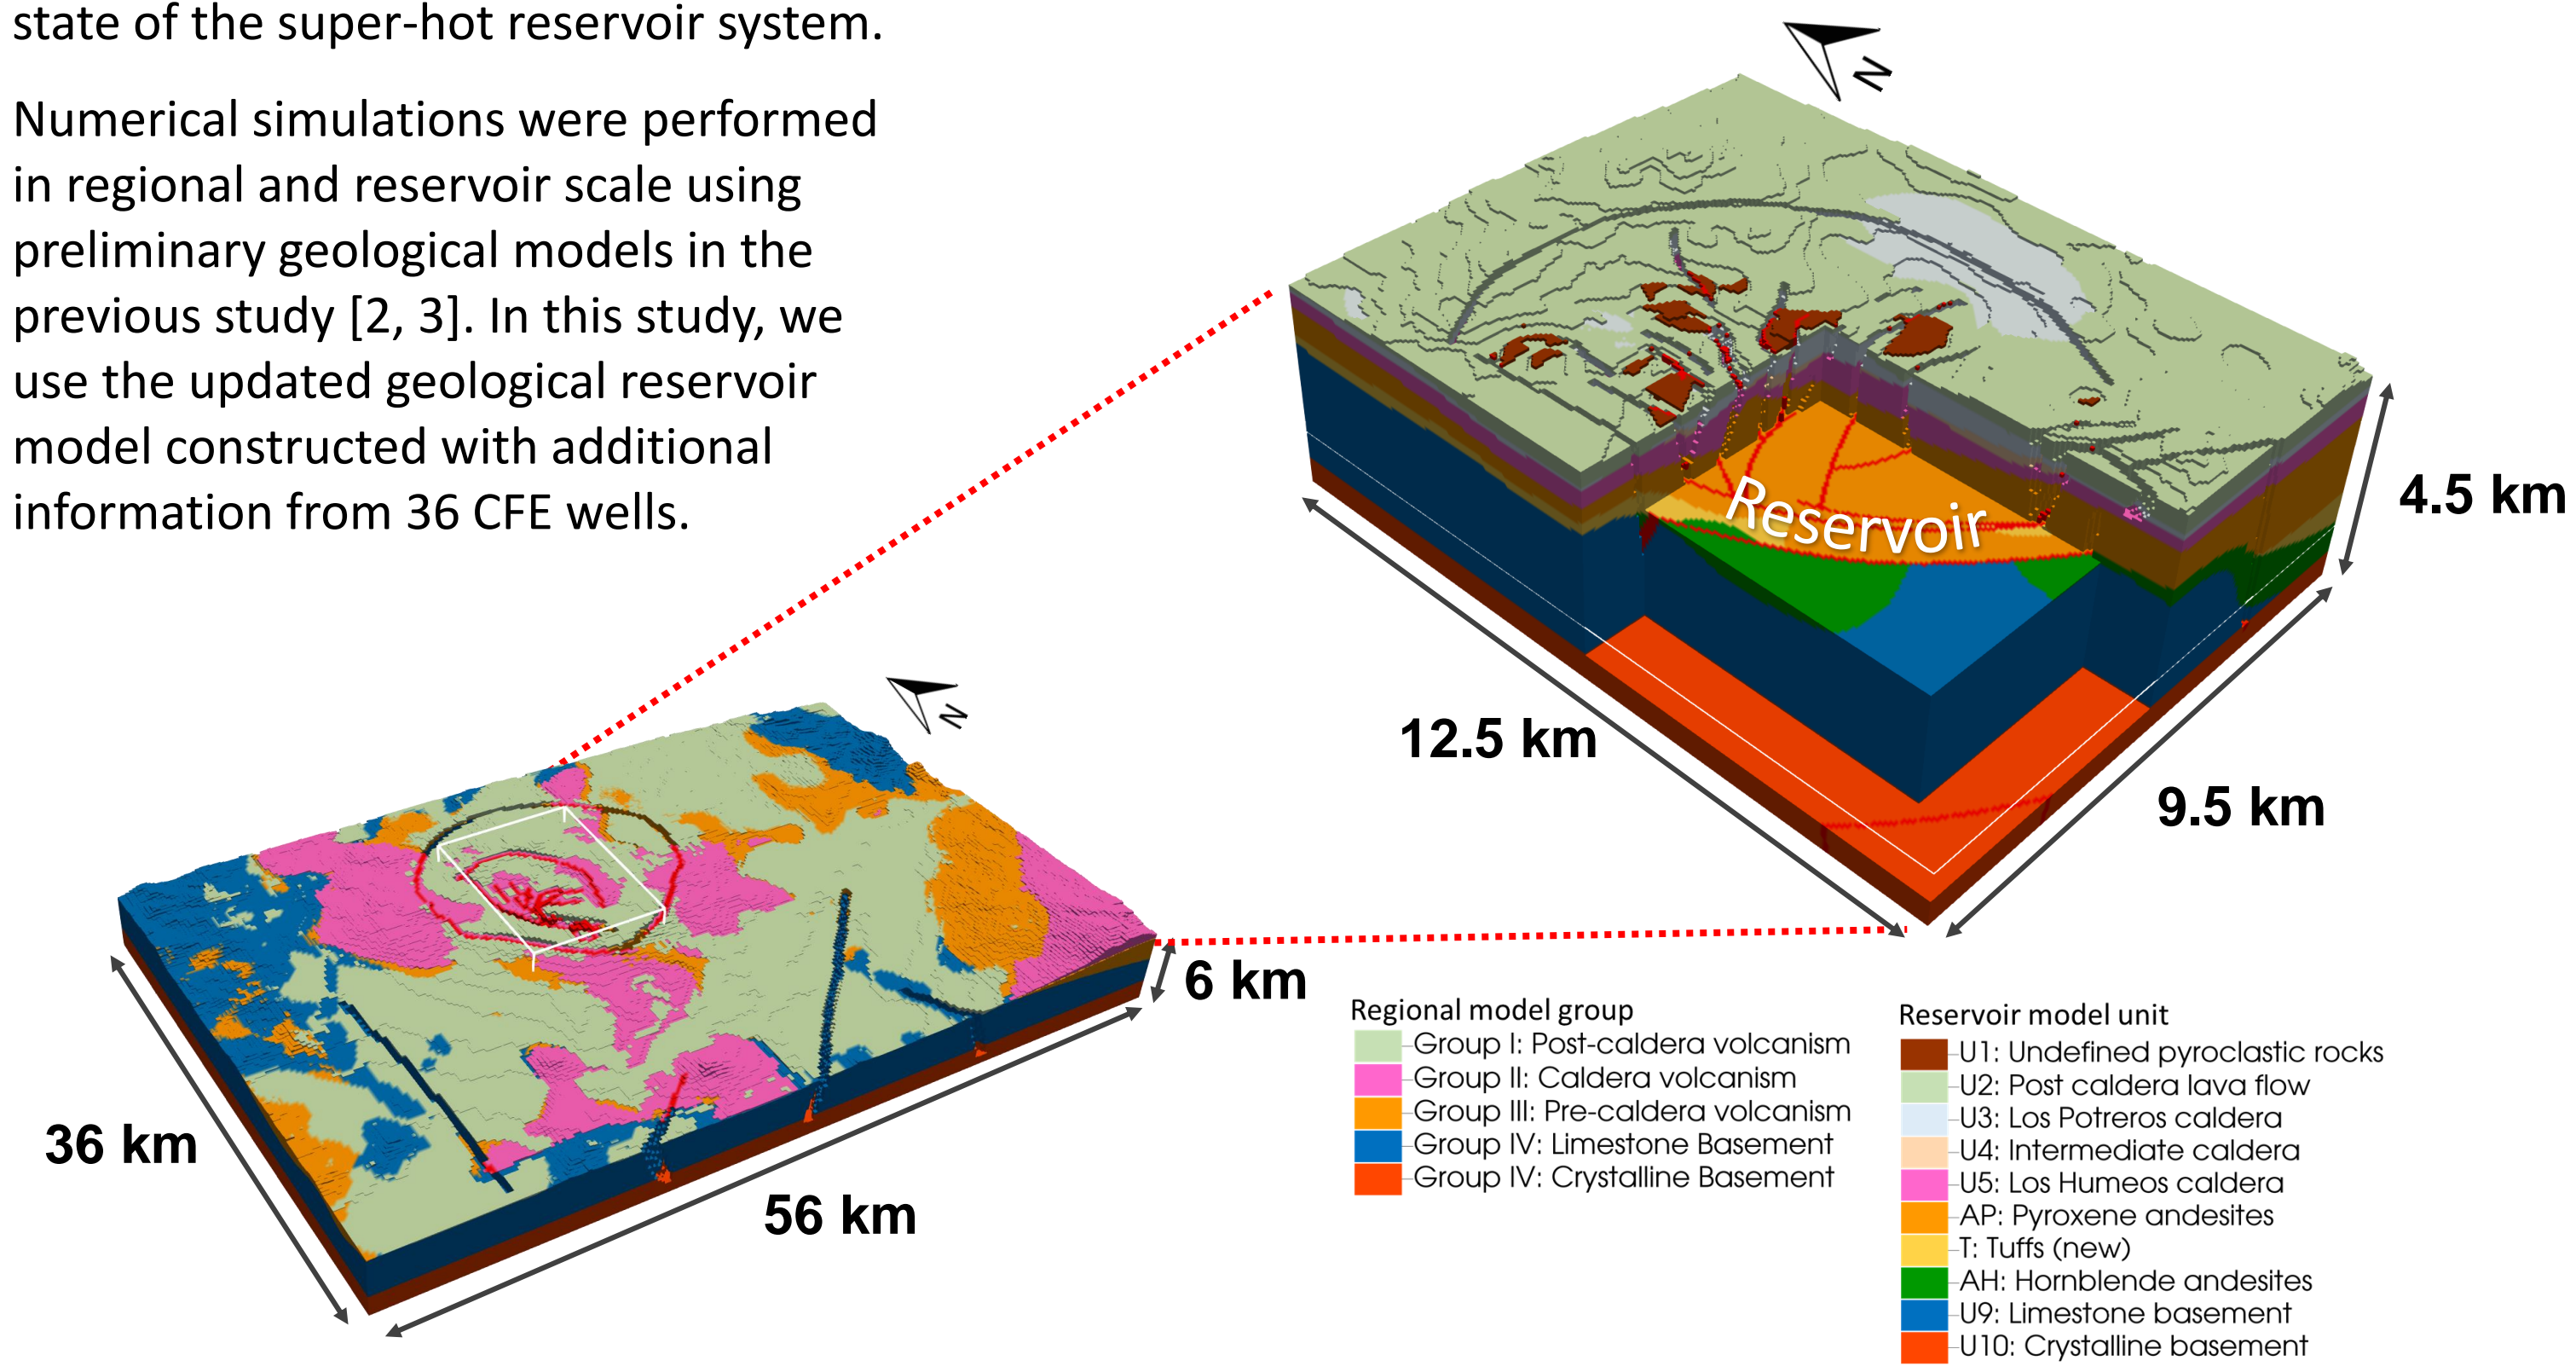 state of the super-hot reservoir system.
Numerical simulations were performed
in regional and reservoir scale using
preliminary geological models in the
previous study [2, 3]. In this study, we
use the updated geological reservoir
model constructed with additional
information from 36 CFE wells.
N
Reservoir
4.5 km
12.5 km
9.5 km
N
6 km
36 km
56 km
Regional model group
Group I: Post-caldera volcanism
Group II: Caldera volcanism
Group III: Pre-caldera volcanism
Group IV: Limestone Basement
Group IV: Crystalline Basement
Reservoir model unit
U1: Undefined pyroclastic rocks
U2: Post caldera lava flow
U3: Los Potreros caldera
U4: Intermediate caldera
U5: Los Humeos caldera
AP: Pyroxene andesites
T: Tuffs (new)
AH: Hornblende andesites
U9: Limestone basement
U10: Crystalline basement